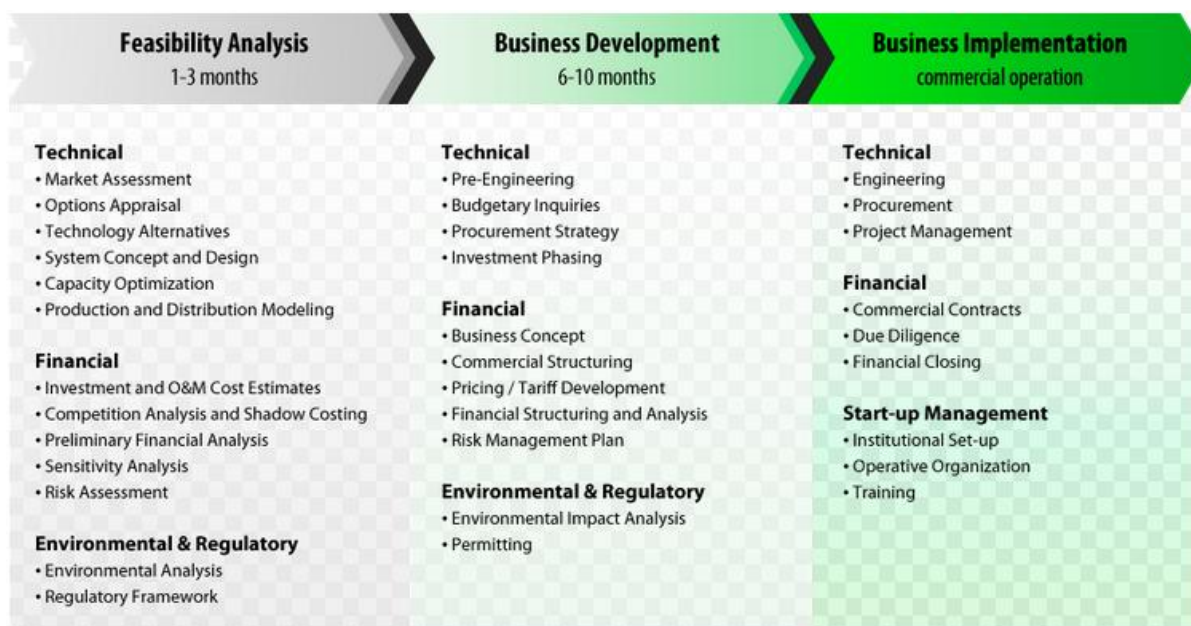 Feasibility Analysis
1-3 months
Technical
• Market Assessment
• Options Appraisal
• Technology Alternatives
• System Concept and Design
• Capacity Optimization
• Production and Distribution Modeling
Financial
• Investment and O&M Cost Estimates
• Competition Analysis and Shadow Costing
• Preliminary Financial Analysis
• Sensitivity Analysis
• Risk Assessment
Environmental & Regulatory
• Environmental Analysis
• Regulatory Framework
Business Development
6-10 months
Technical
• Pre-Engineering
• Budgetary Inquiries
• Procurement Strategy
• Investment Phasing
Financial
• Business Concept
• Commercial Structuring
• Pricing / Tariff Development
• Financial Structuring and Analysis
• Risk Management Plan
Environmental & Regulatory
• Environmental Impact Analysis
• Permitting
Business Implementation
commercial operation
Technical
• Engineering
• Procurement
• Project Management
Financial
• Commercial Contracts
• Due Diligence
• Financial Closing
Start-up Management
• Institutional Set-up
• Operative Organization
• Training